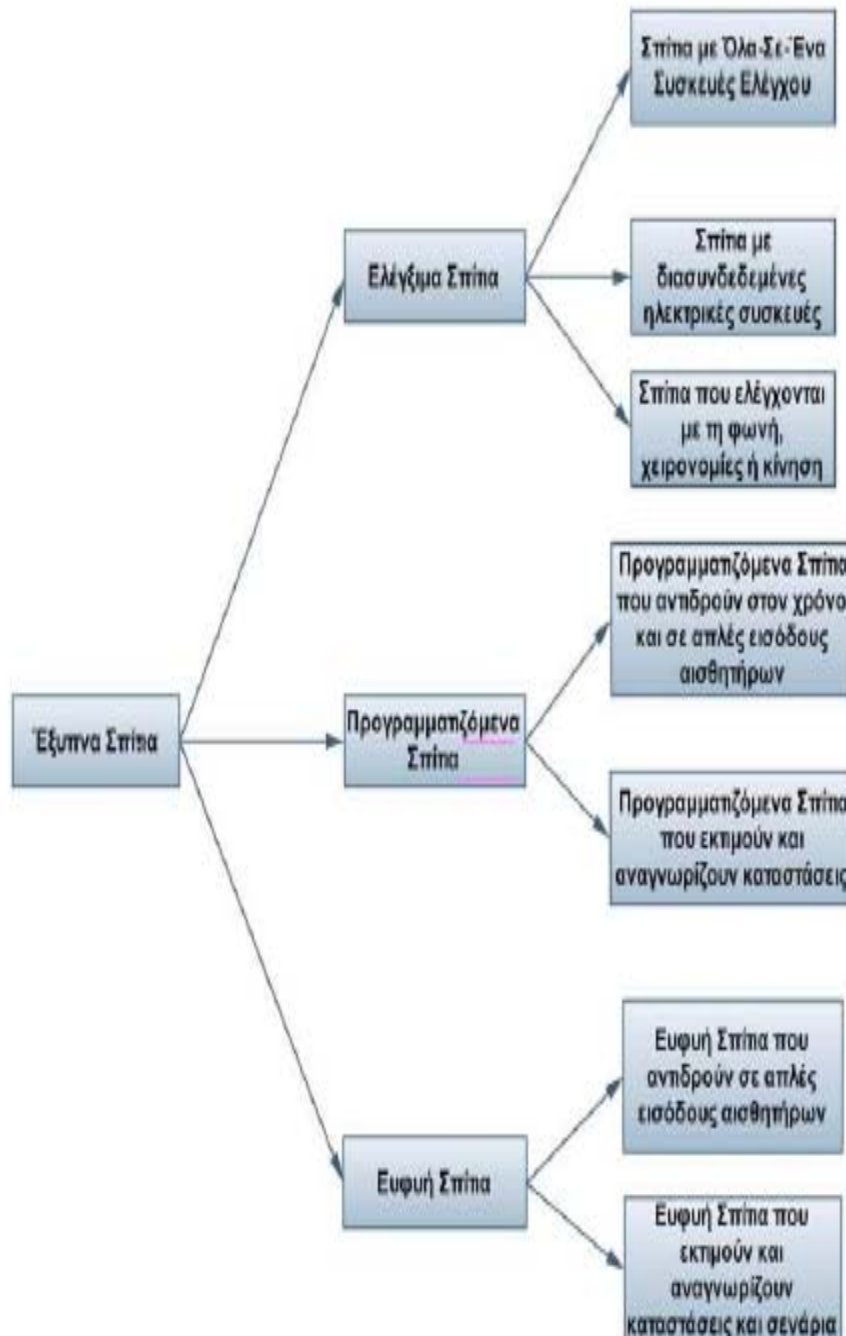 Σπίτια με Όλα-Σε-Ένα
Συσκευές Ελέγχου
Ελέγξιμα Σπίτια
Σπίτια με
διασυνδεδεμένες
ηλεκτρικές συσκευές
Σπίτια που ελέγχονται
με τη φωνή,
χειρονομίες ή κίνηση
Έξυπνα Σπίτια
Προγραμματιζόμενα
Σπίτια
Προγραμματιζόμενα Σπίτια
που αντιδρούν στον χρόνο
και σε απλές εισόδους
αισθητήρων
Προγραμματιζόμενα Σπίτια
που εκτιμούν και
αναγνωρίζουν καταστάσεις
Ευφυή Σπίτια
Ευφυή Σπίτια που
αντιδρούν σε απλές
εισόδους αισθητήρων
Ευφυή Σπίτια που
εκτιμούν και
αναγνωρίζουν
καταστάσεις και σενάρια